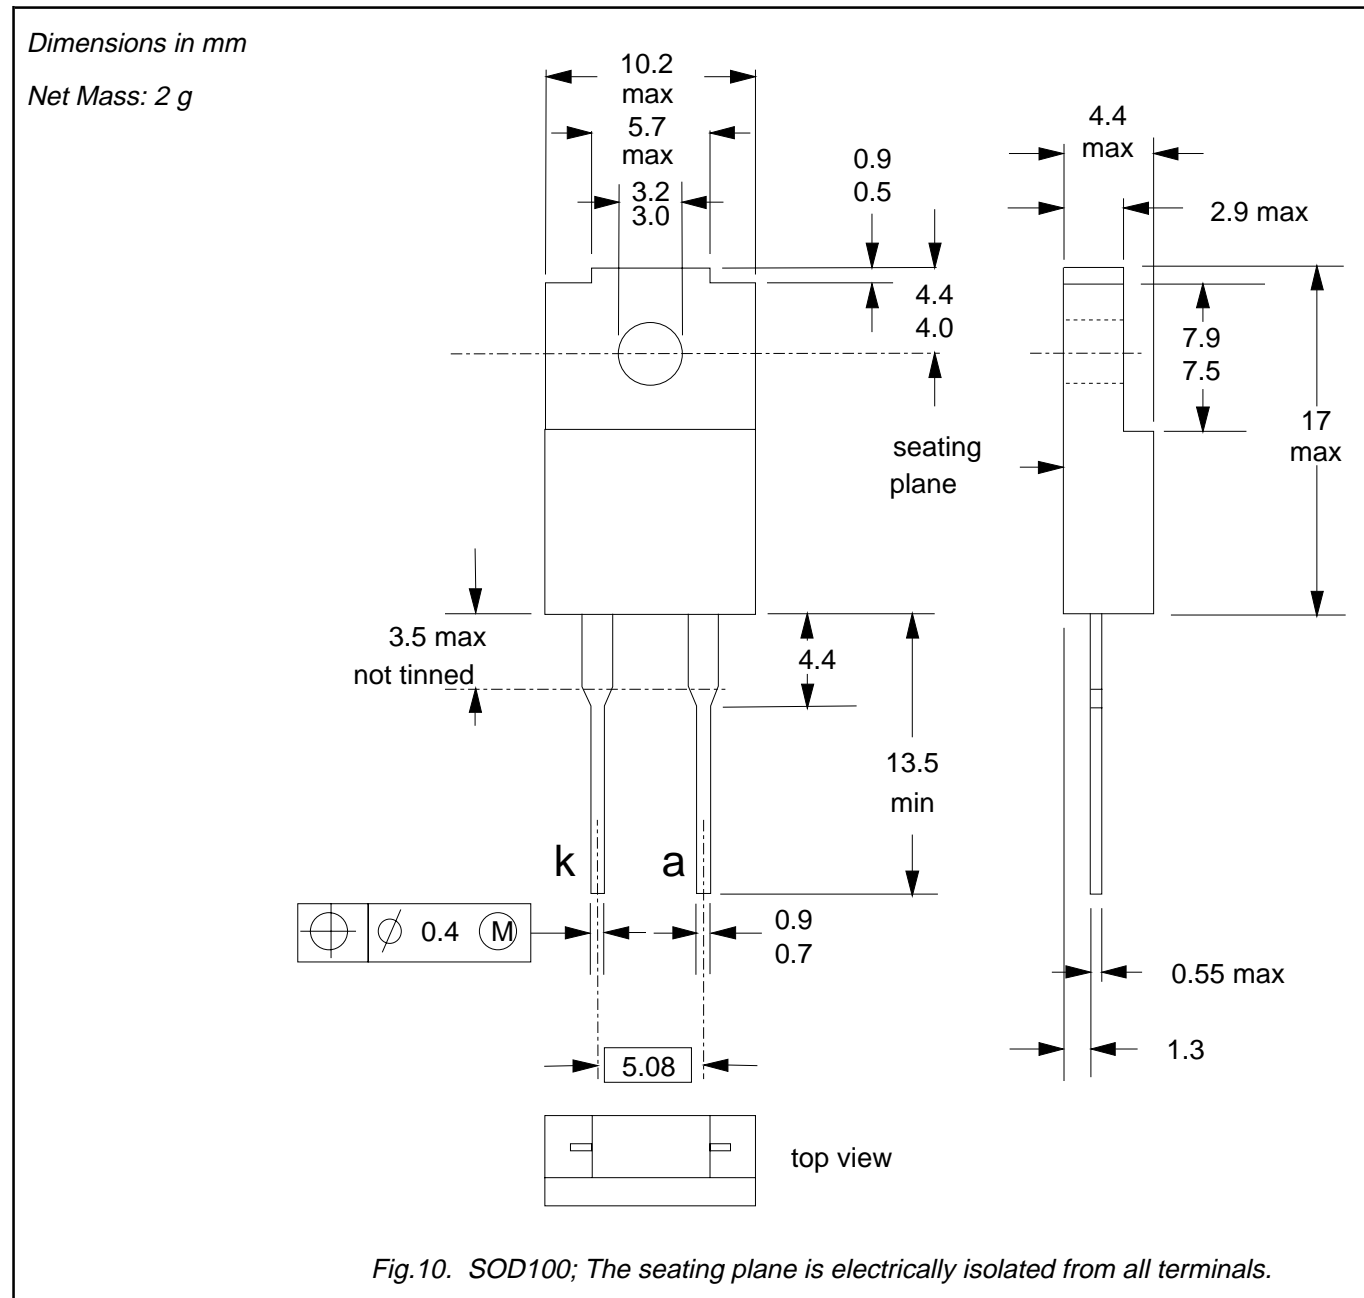 Dimensions in mm
Net Mass: 2 g
10.2
max
5.7
max
3.2
3.0
0.9
0.5
4.4
4.0
4.4
max
2.9 max
7.9
7.5
17
max
seating
plane
3.5 max
not tinned
4.4
13.5
min
k
a
0.4
M
0.9
0.7
0.55 max
1.3
5.08
top view
Fig.10. SOD100; The seating plane is electrically isolated from all terminals.